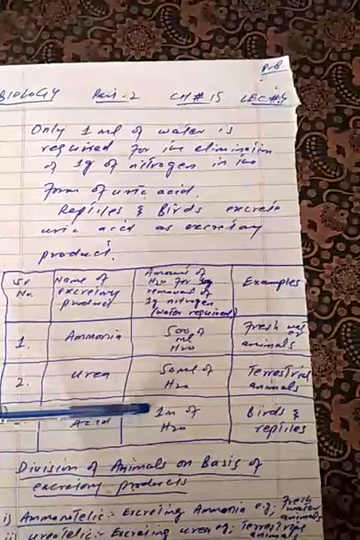 BIOLOGY Part-2 CH # 15 LEC#4
Only 1 ml of water is
required for the elimination
of 1g of nitrogen in the
form of uric acid.
Reptiles & Birds excrete
uric acid as excretory
product.
Sr No. Name of excretory product Amount of H2O for removal of 1g nitrogen (water required) Examples
1. Ammonia 500 of ml H2O Fresh animals
2. Urea 50 ml of H2O Terrestrial animals
Acid 1m of H2O Birds & reptiles
Division of Animals on Basis of
excretory products
i) Ammonotelic:- Excreting Ammonia e.g; Fresh water animals
ii) ureotelic:- Excreting urea e.g; Terrestrial animals